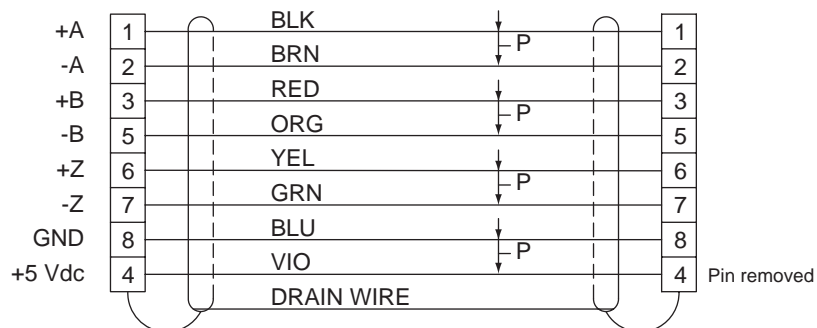 +A 1 BLK 1
P
-A 2 BRN 2
+B 3 RED 3
P
-B 5 ORG 5
+Z 6 YEL 6
P
-Z 7 GRN 7
GND 8 BLU 8
P
+5 Vdc 4 VIO 4 Pin removed
DRAIN WIRE